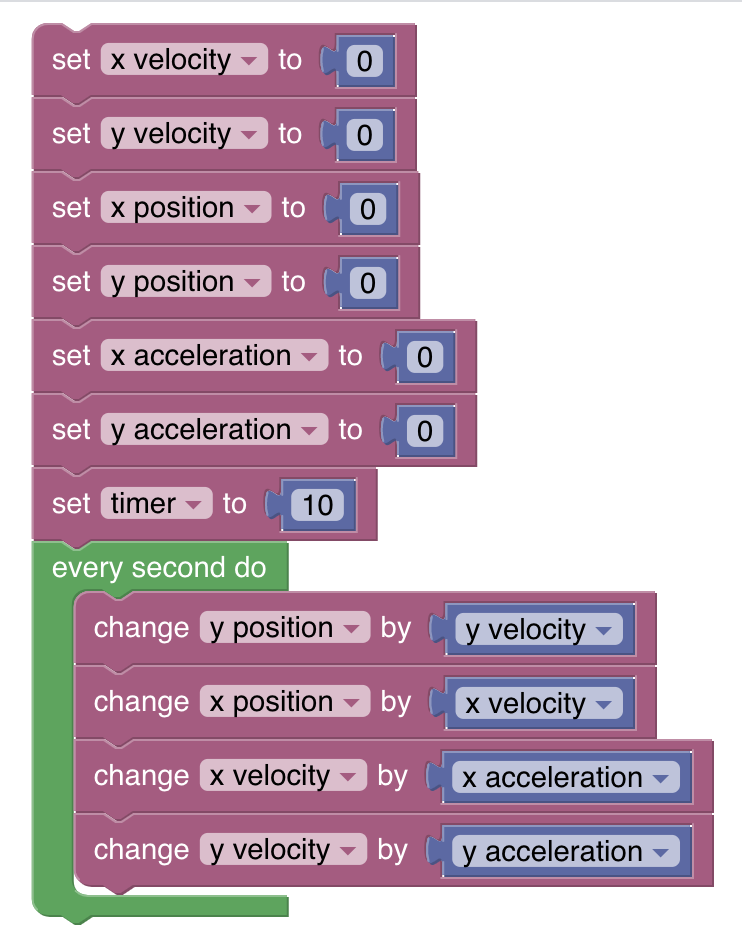 set x velocity to 0
set y velocity to 0
set x position to 0
set y position to 0
set x acceleration to 0
set y acceleration to 0
set timer to 10
every second do
change y position by y velocity
change x position by x velocity
change x velocity by x acceleration
change y velocity by y acceleration